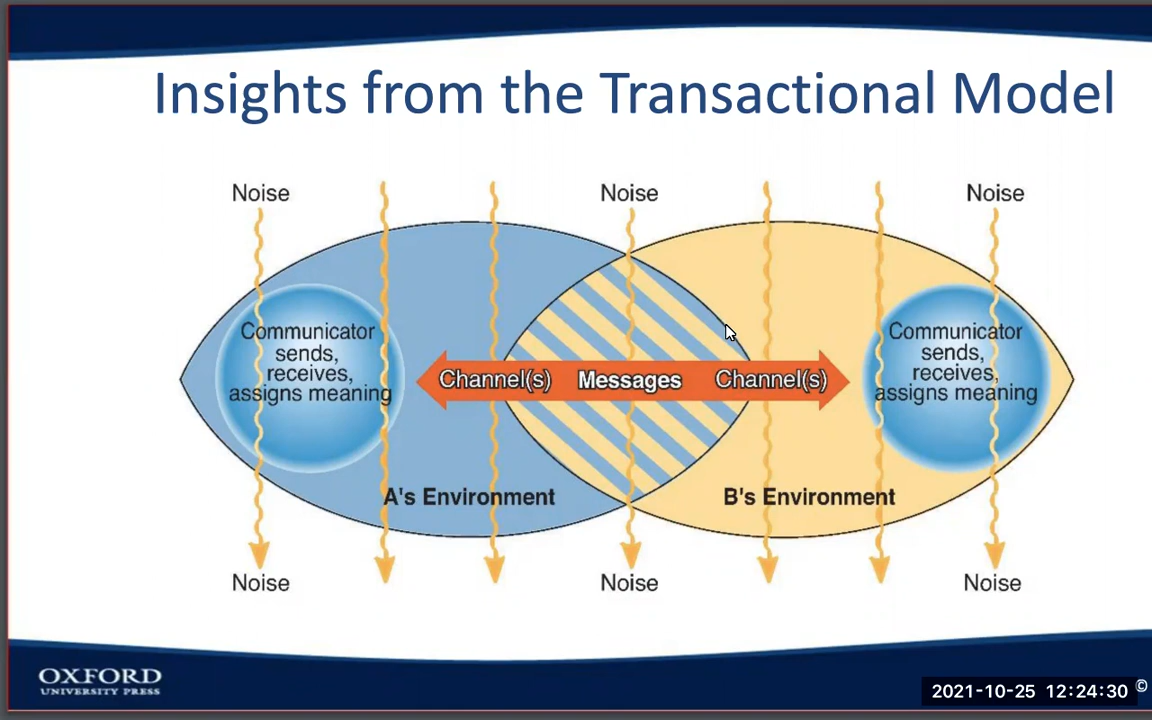 Insights from the Transactional Model
Noise
Noise
Noise
Communicator
sends,
receives,
assigns meaning
Channel(s) Messages Channel(s)
Communicator
sends,
receives,
assigns meaning
A's Environment
B's Environment
Noise
Noise
Noise
OXFORD
UNIVERSITY PRESS
2021-10-25 12:24:30 ©